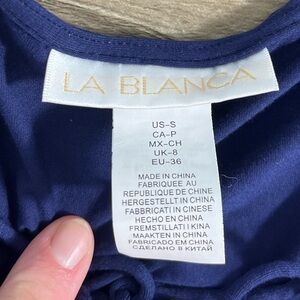 LA BLANCA
US-S
CA-P
MX-CH
UK-8
EU-36
MADE IN CHINA
FABRIQUEE AU
REPUBLIQUE DE CHINE
HERGESTELLT IN CHINA
FABBRICATI IN CINESE
HECHO EN CHINA
FREMSTILLATI I KINA
MAAKTEN IN CHINA
FABRICADO EM CHINA
СДЕЛАНО В КИТАЙ